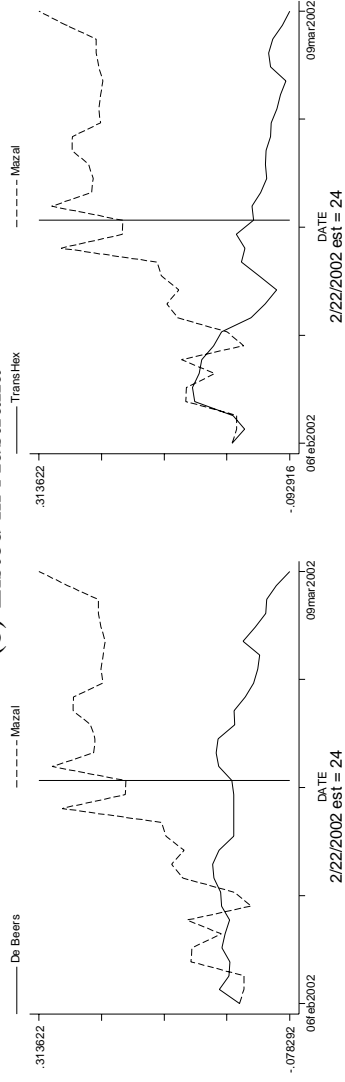 De Beers
Mazal
.313622
-.078292
06feb2002
09mar2002
DATE
2/22/2002 est = 24
TransHex
Mazal
.313622
-.092916
06feb2002
09mar2002
DATE
2/22/2002 est = 24